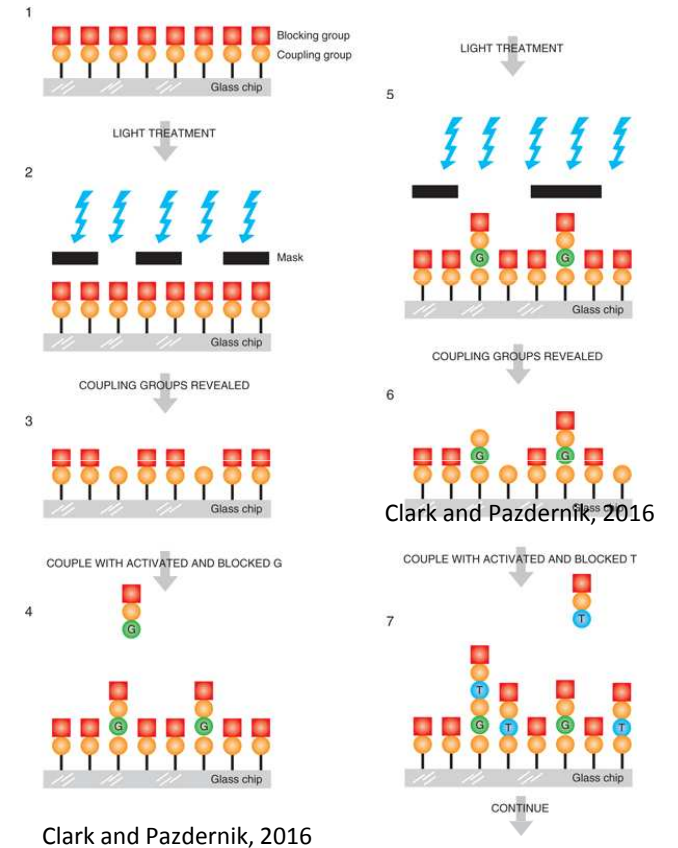 1
Blocking group
Coupling group
Glass chip
LIGHT TREATMENT
2
Mask
Glass chip
COUPLING GROUPS REVEALED
3
Glass chip
COUPLE WITH ACTIVATED AND BLOCKED G
G
4
G
G
Glass chip
Clark and Pazdernik, 2016
LIGHT TREATMENT
5
G
G
Glass chip
COUPLING GROUPS REVEALED
6
G
G
Glass chip
Clark and Pazdernik, 2016
COUPLE WITH ACTIVATED AND BLOCKED T
T
7
T
G
T
G
T
Glass chip
CONTINUE